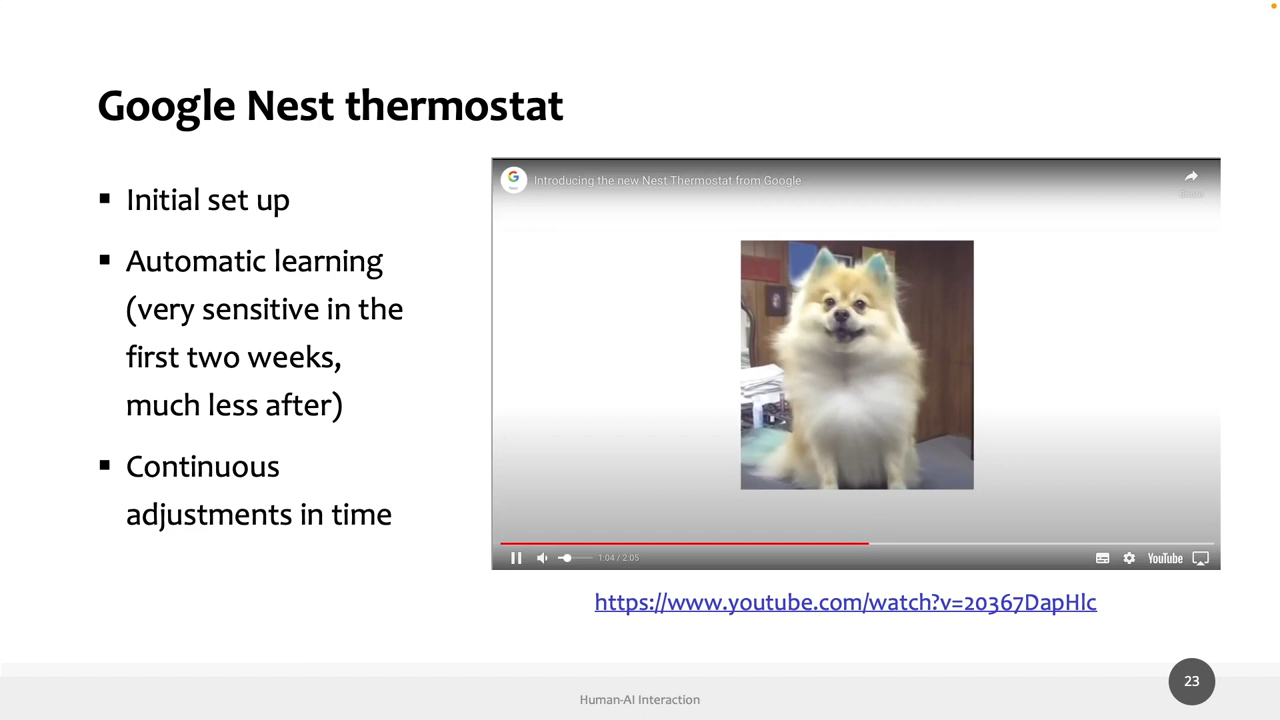 Google Nest thermostat
▪ Initial set up
▪ Automatic learning
(very sensitive in the
first two weeks,
much less after)
▪ Continuous
adjustments in time
Introducing the new Nest Thermostat from Google
Share
1:04 / 2:05
YouTube
https://www.youtube.com/watch?v=20367DapHlc
Human-AI Interaction
23